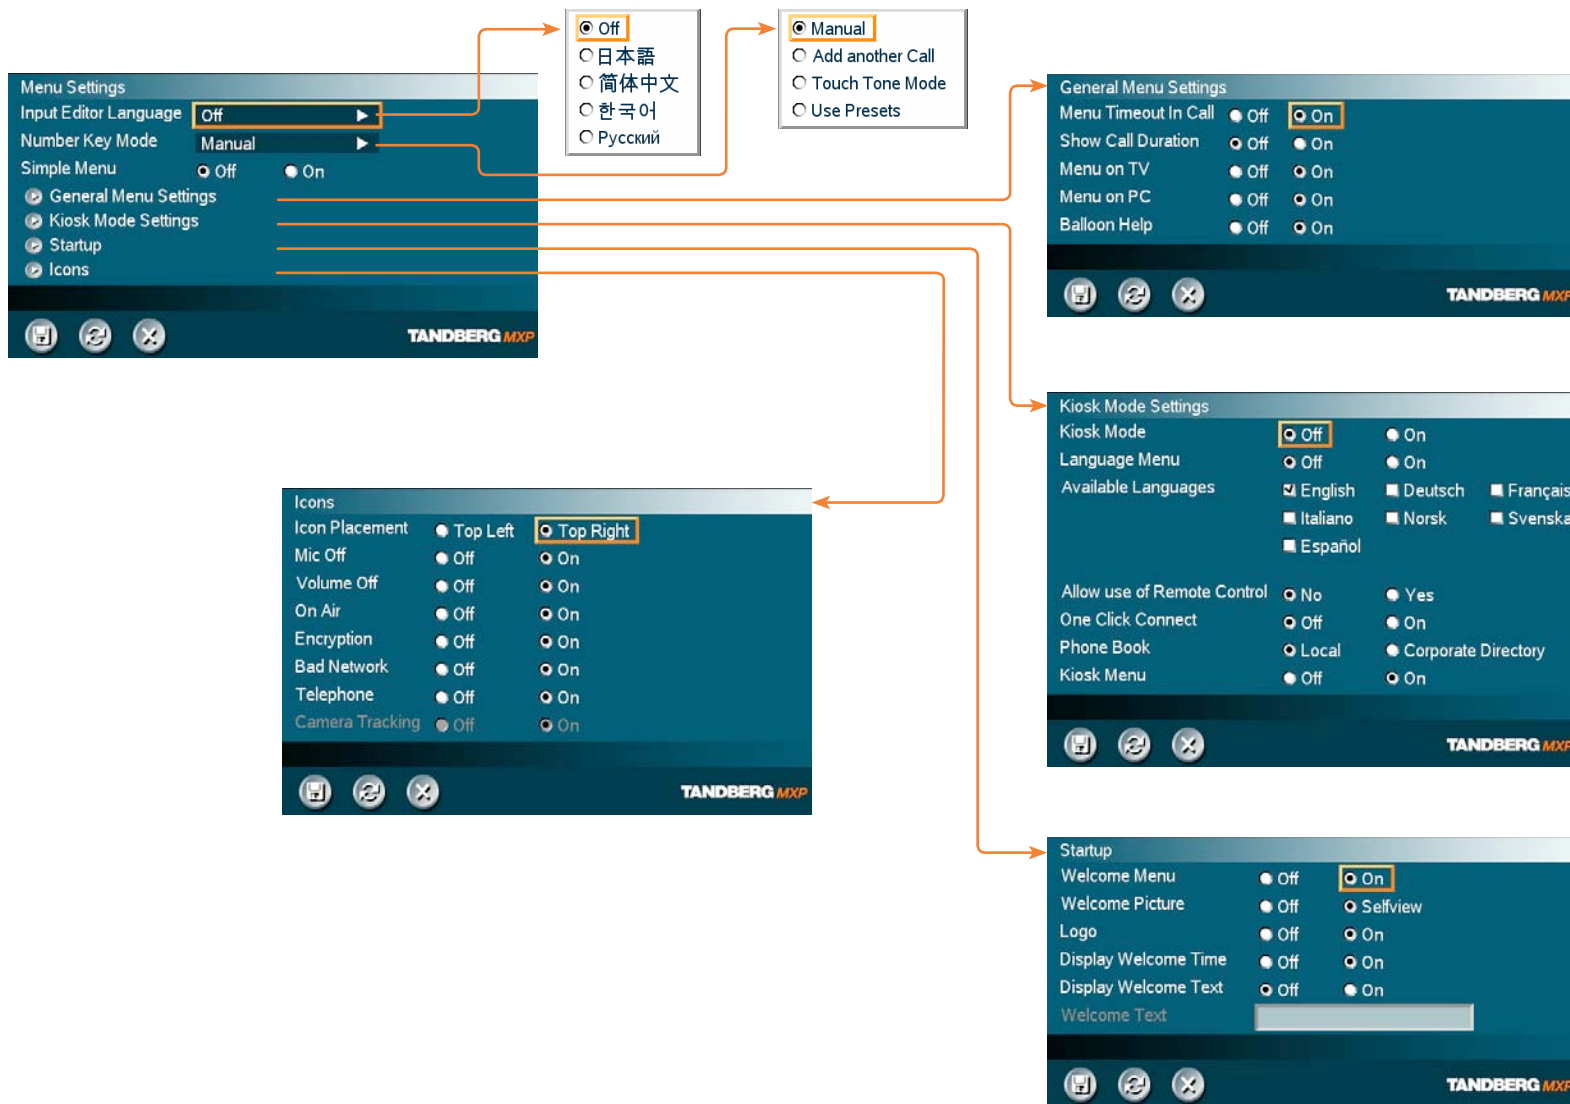 Menu Settings
Input Editor Language Off
Number Key Mode Manual
Simple Menu Off On
General Menu Settings
Kiosk Mode Settings
Startup
Icons
TANDBERG MXP
Off
日本語
简体中文
한국어
Русский
Manual
Add another Call
Touch Tone Mode
Use Presets
General Menu Settings
Menu Timeout In Call Off On
Show Call Duration Off On
Menu on TV Off On
Menu on PC Off On
Balloon Help Off On
TANDBERG MXP
Kiosk Mode Settings
Kiosk Mode Off On
Language Menu Off On
Available Languages English Deutsch Français
Italiano Norsk Svenska
Español
Allow use of Remote Control No Yes
One Click Connect Off On
Phone Book Local Corporate Directory
Kiosk Menu Off On
TANDBERG MXP
Icons
Icon Placement Top Left Top Right
Mic Off Off On
Volume Off Off On
On Air Off On
Encryption Off On
Bad Network Off On
Telephone Off On
Camera Tracking Off On
TANDBERG MXP
Startup
Welcome Menu Off On
Welcome Picture Off Selfview
Logo Off On
Display Welcome Time Off On
Display Welcome Text Off On
Welcome Text
TANDBERG MXP